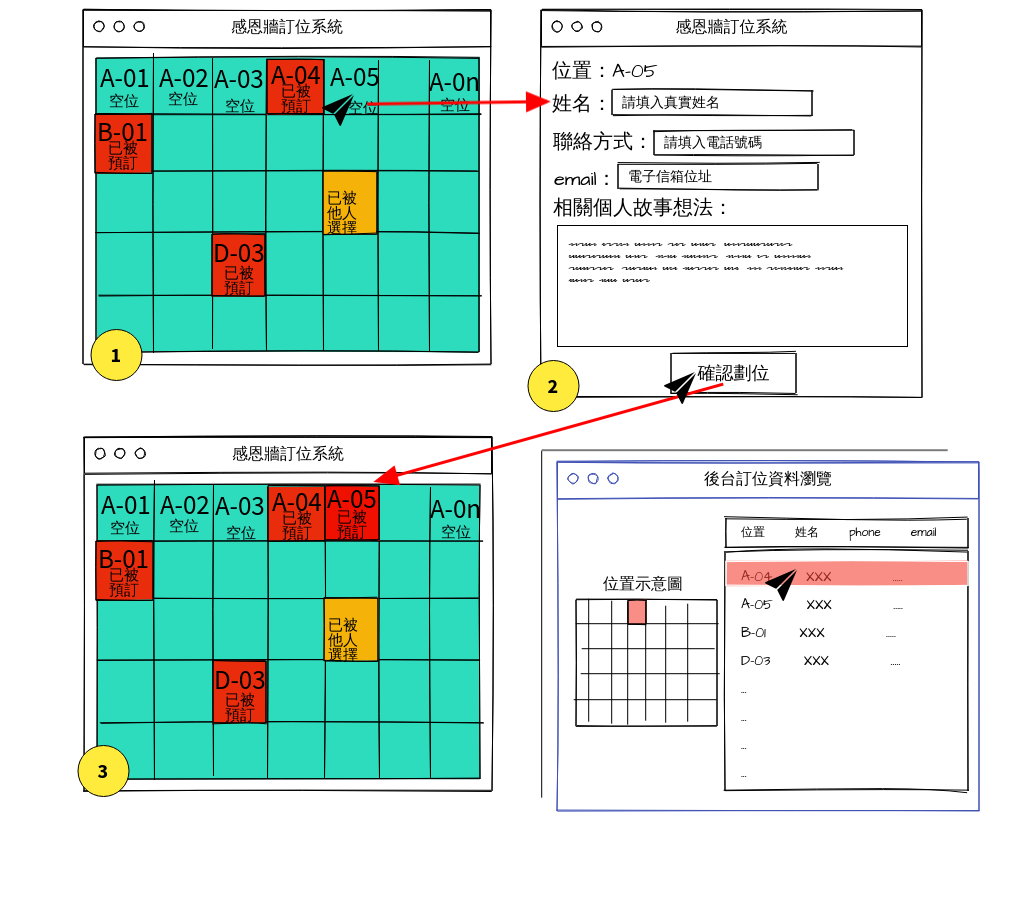 感恩牆訂位系統
A-01 A-02 A-03 A-04 A-05 A-0n
空位 空位 空位 已被 空位 空位
預訂
B-01
已被
預訂
已被
他人
選擇
D-03
已被
預訂
1
感恩牆訂位系統
位置：A-05
姓名：請填入真實姓名
聯絡方式：請填入電話號碼
email：電子信箱位址
相關個人故事想法：
確認劃位
2
感恩牆訂位系統
A-01 A-02 A-03 A-04 A-05 A-0n
空位 空位 空位 已被 已被 空位
預訂 預訂
B-01
已被
預訂
已被
他人
選擇
D-03
已被
預訂
3
後台訂位資料瀏覽
位置 姓名 phone email
位置示意圖
A-04 XXX .....
A-05 XXX .....
B-01 XXX .....
D-03 XXX .....
...
...
...
...